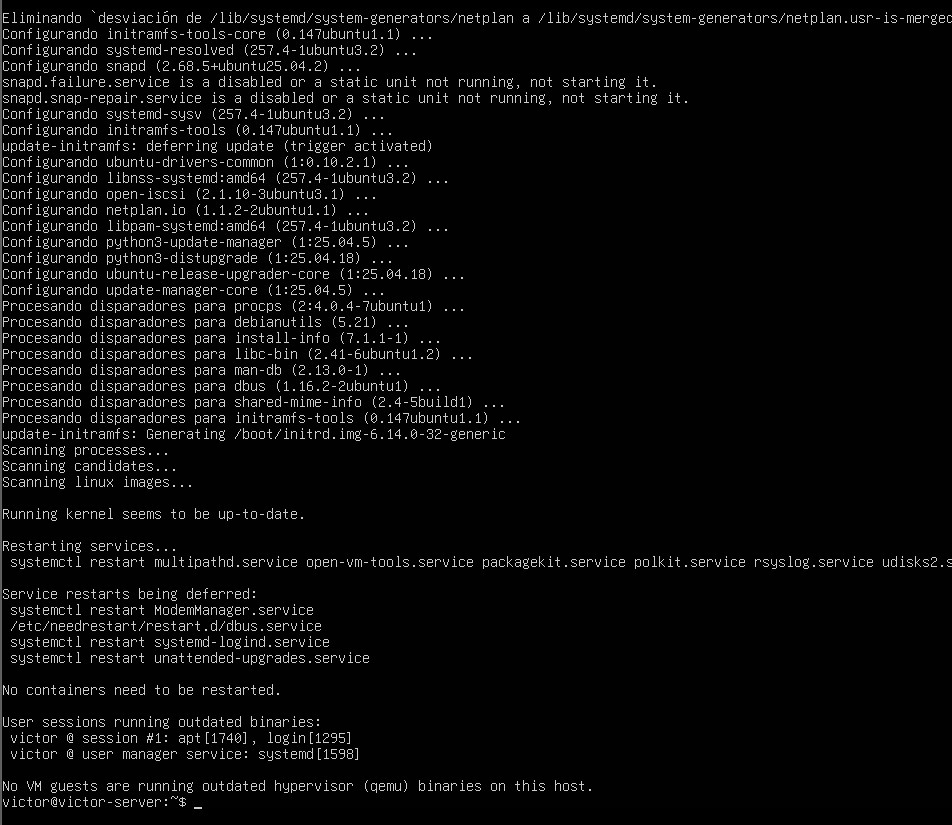 Eliminando `desviación de /lib/systemd/system-generators/netplan a /lib/systemd/system-generators/netplan.usr-is-merged
Configurando initramfs-tools-core (0.147ubuntu1.1) ...
Configurando systemd-resolved (257.4-1ubuntu3.2) ...
Configurando snapd (2.68.5+ubuntu25.04.2) ...
snapd.failure.service is a disabled or a static unit not running, not starting it.
snapd.snap-repair.service is a disabled or a static unit not running, not starting it.
Configurando systemd-sysv (257.4-1ubuntu3.2) ...
Configurando initramfs-tools (0.147ubuntu1.1) ...
update-initramfs: deferring update (trigger activated)
Configurando ubuntu-drivers-common (1:0.10.2.1) ...
Configurando libnss-systemd:amd64 (257.4-1ubuntu3.2) ...
Configurando open-iscsi (2.1.10-3ubuntu3.1) ...
Configurando netplan.io (1.1.2-2ubuntu1.1) ...
Configurando libpam-systemd:amd64 (257.4-1ubuntu3.2) ...
Configurando python3-update-manager (1:25.04.5) ...
Configurando python3-distupgrade (1:25.04.18) ...
Configurando ubuntu-release-upgrader-core (1:25.04.18) ...
Configurando update-manager-core (1:25.04.5) ...
Procesando disparadores para procps (2:4.0.4-7ubuntu1) ...
Procesando disparadores para debianutils (5.21) ...
Procesando disparadores para install-info (7.1.1-1) ...
Procesando disparadores para libc-bin (2.41-6ubuntu1.2) ...
Procesando disparadores para man-db (2.13.0-1) ...
Procesando disparadores para dbus (1.16.2-2ubuntu1) ...
Procesando disparadores para shared-mime-info (2.4-5build1) ...
Procesando disparadores para initramfs-tools (0.147ubuntu1.1) ...
update-initramfs: Generating /boot/initrd.img-6.14.0-32-generic
Scanning processes...
Scanning candidates...
Scanning linux images...
Running kernel seems to be up-to-date.
Restarting services...
systemctl restart multipathd.service open-vm-tools.service packagekit.service polkit.service rsyslog.service udisks2.s
Service restarts being deferred:
systemctl restart ModemManager.service
/etc/needrestart/restart.d/dbus.service
systemctl restart systemd-logind.service
systemctl restart unattended-upgrades.service
No containers need to be restarted.
User sessions running outdated binaries:
victor @ session #1: apt[1740], login[1295]
victor @ user manager service: systemd[1598]
No VM guests are running outdated hypervisor (qemu) binaries on this host.
victor@victor-server:~$ _